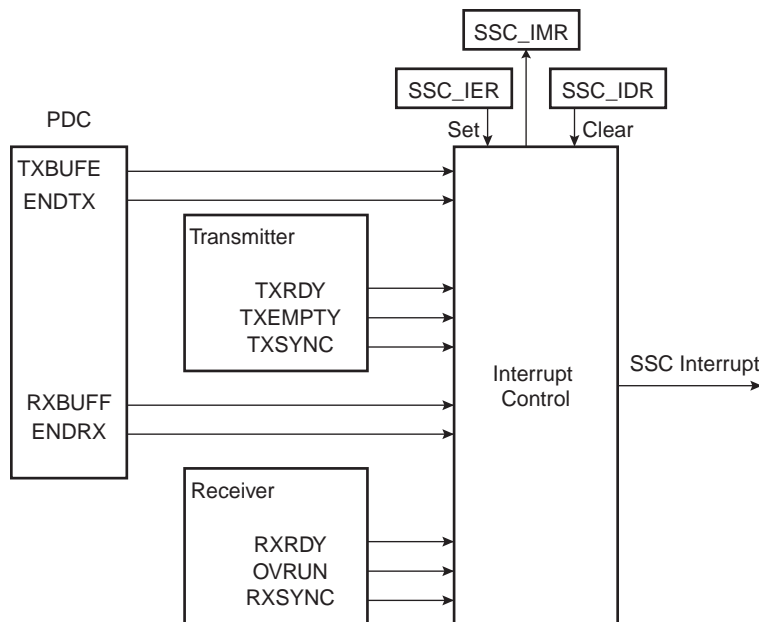 SSC_IMR
SSC_IER
SSC_IDR
PDC
Set
Clear
TXBUFE
ENDTX
Transmitter
TXRDY
TXEMPTY
TXSYNC
RXBUFF
ENDRX
Interrupt
Control
SSC Interrupt
Receiver
RXRDY
OVRUN
RXSYNC